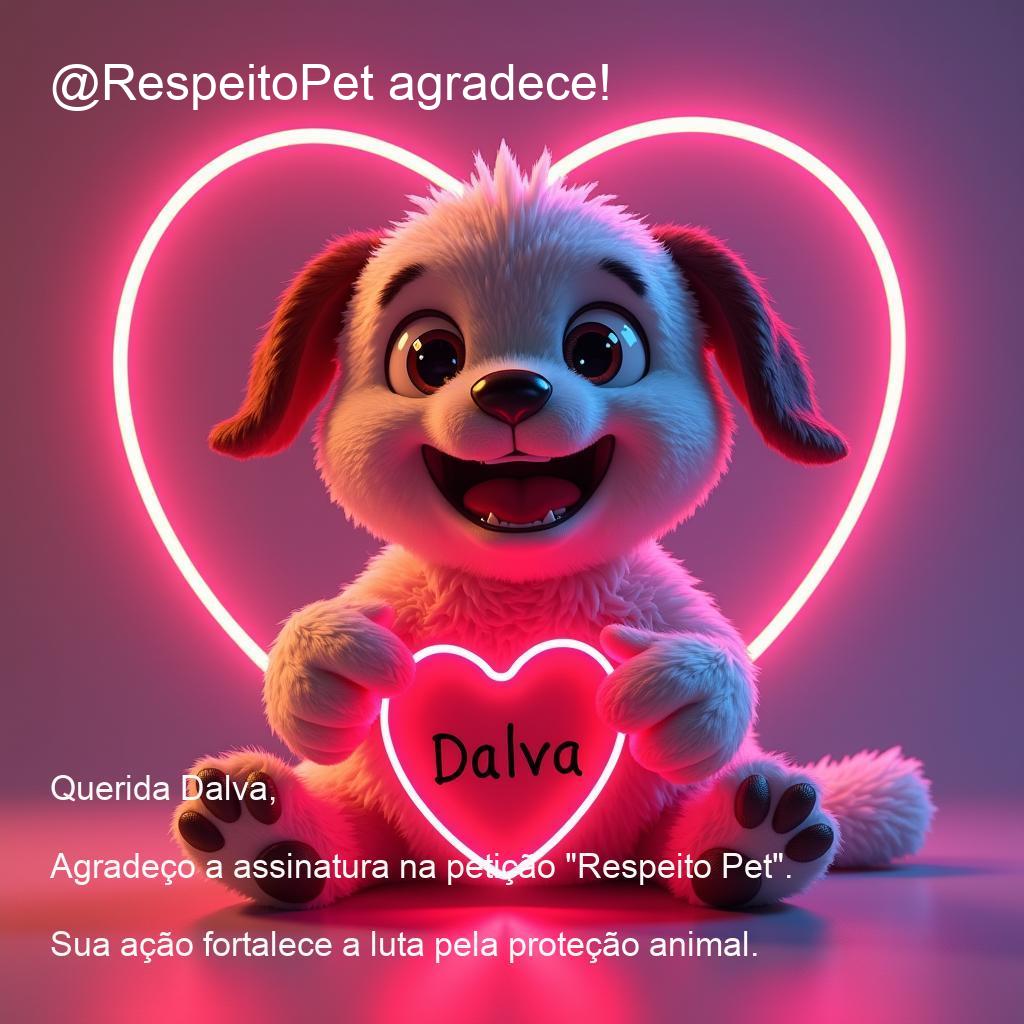 @RespeitoPet agradece!
Dalva
Querida Dalva,
Agradeço a assinatura na petição "Respeito Pet".
Sua ação fortalece a luta pela proteção animal.